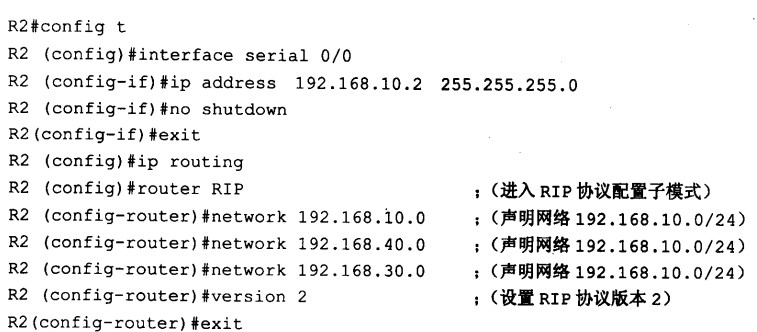 R2#config t
R2 (config)#interface serial 0/0
R2 (config-if)#ip address 192.168.10.2 255.255.255.0
R2 (config-if)#no shutdown
R2(config-if)#exit
R2 (config)#ip routing
R2 (config)#router RIP ;(进入RIP协议配置子模式)
R2 (config-router)#network 192.168.10.0 ;(声明网络192.168.10.0/24)
R2 (config-router)#network 192.168.40.0 ;(声明网络192.168.10.0/24)
R2 (config-router)#network 192.168.30.0 ;(声明网络192.168.10.0/24)
R2 (config-router)#version 2 ;(设置RIP协议版本2)
R2(config-router)#exit